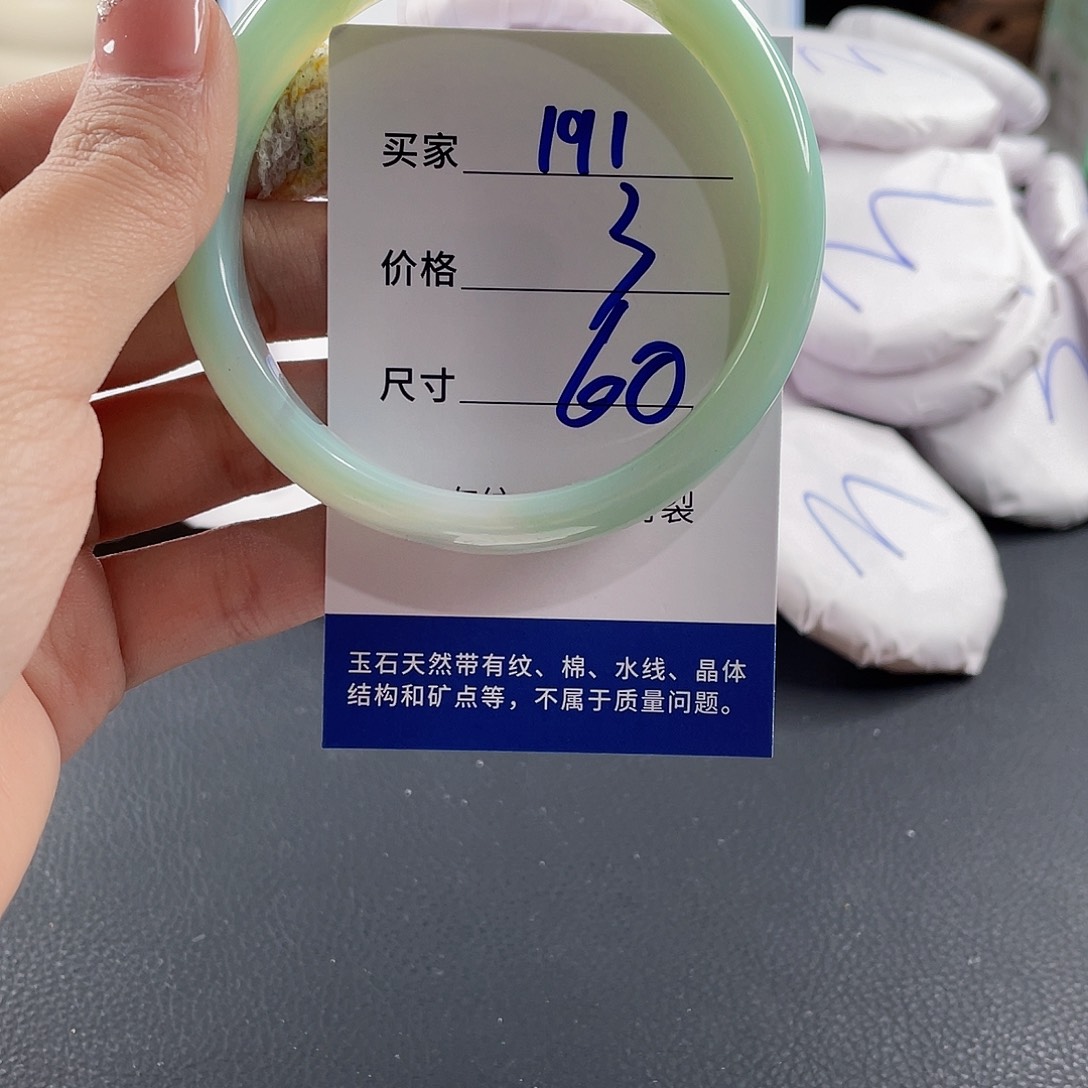 买家 191
价格
尺寸 60
裂
玉石天然带有纹、棉、水线、晶体
结构和矿点等，不属于质量问题。